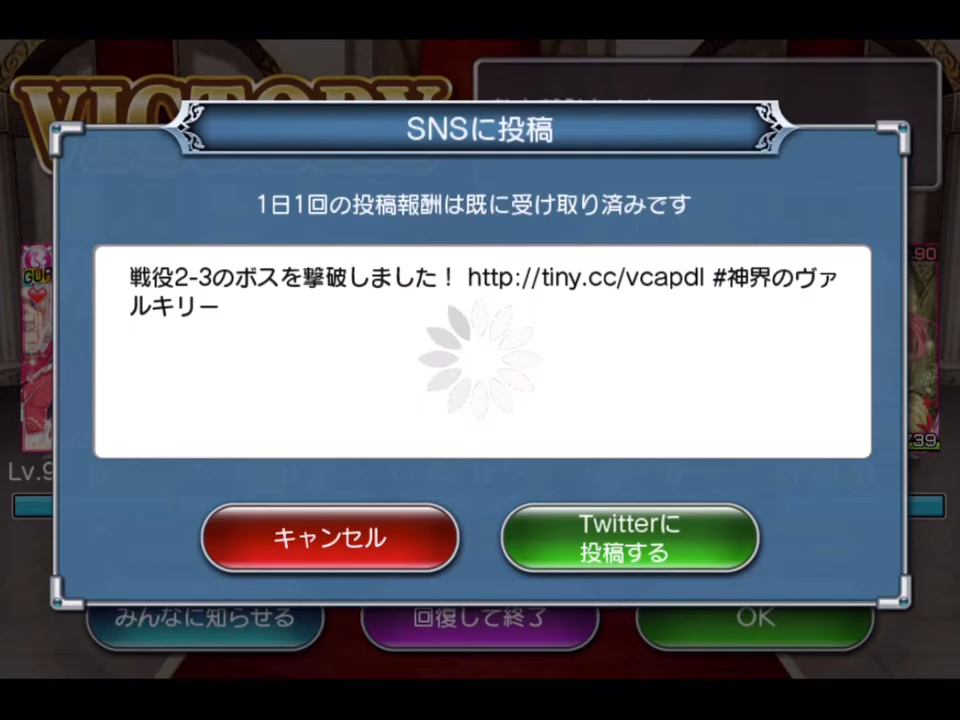 VICTORY
SNSに投稿
1日1回の投稿報酬は既に受け取り済みです
戦役2-3のボスを撃破しました！ http://tiny.cc/vcapdl #神界のヴァ
ルキリー
キャンセル
Twitterに
投稿する
Lv.9
みんなに知らせる
回復して終了
OK